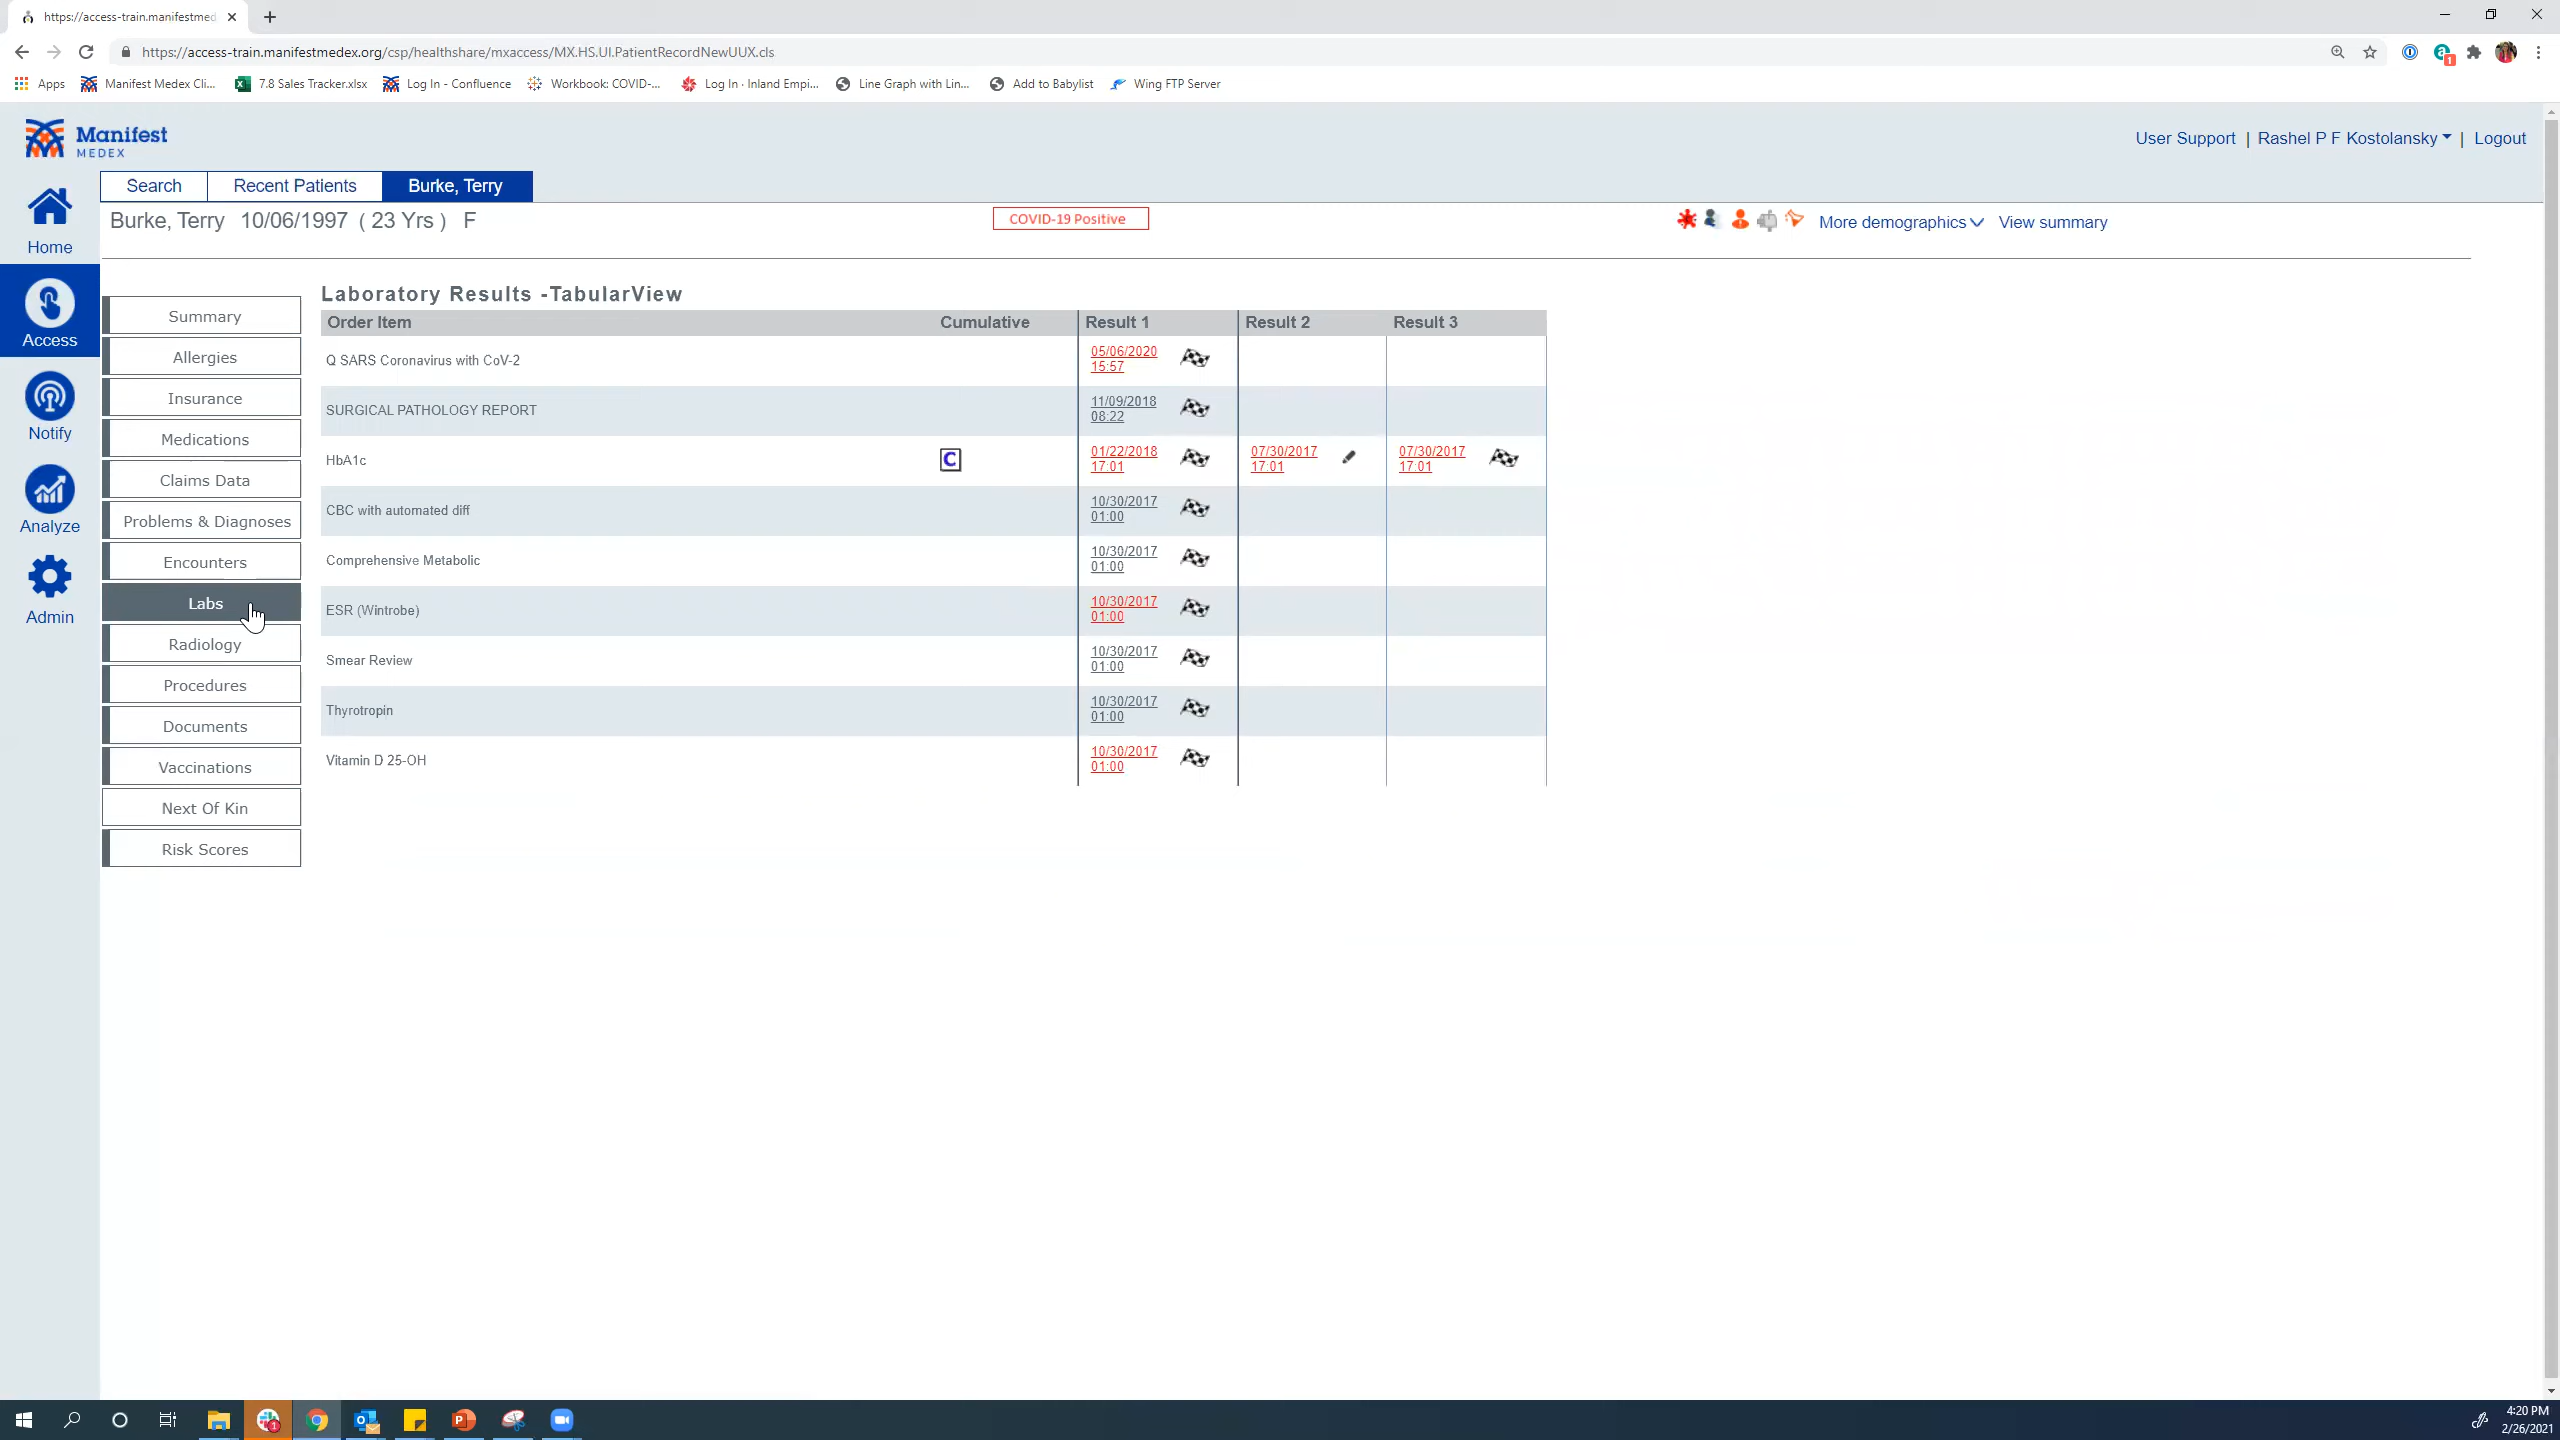 https://access-train.manifestmed
https://access-train.manifestmedex.org/csp/healthshare/mxaccess/MX.HS.UI.PatientRecordNewUUX.cls
Apps Manifest Medex Cli... 7.8 Sales Tracker.xlsx Log In - Confluence Workbook: COVID-... Log In · Inland Empi... Line Graph with Lin... Add to Babylist Wing FTP Server
Manifest
MEDEX
User Support | Rashel P F Kostolansky | Logout
Search Recent Patients Burke, Terry
Burke, Terry 10/06/1997 ( 23 Yrs ) F
COVID-19 Positive
More demographics View summary
Home
Access
Notify
Analyze
Admin
Summary
Allergies
Insurance
Medications
Claims Data
Problems & Diagnoses
Encounters
Labs
Radiology
Procedures
Documents
Vaccinations
Next Of Kin
Risk Scores
Laboratory Results -TabularView
Order Item Cumulative Result 1 Result 2 Result 3
Q SARS Coronavirus with CoV-2 05/06/2020
15:57
SURGICAL PATHOLOGY REPORT 11/09/2018
08:22
HbA1c C 01/22/2018 07/30/2017 07/30/2017
17:01 17:01 17:01
CBC with automated diff 10/30/2017
01:00
Comprehensive Metabolic 10/30/2017
01:00
ESR (Wintrobe) 10/30/2017
01:00
Smear Review 10/30/2017
01:00
Thyrotropin 10/30/2017
01:00
Vitamin D 25-OH 10/30/2017
01:00
4:20 PM
2/26/2021